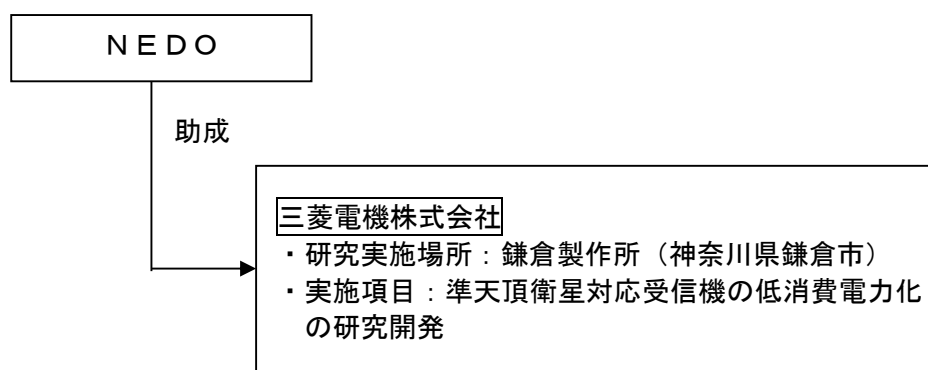 ＮＥＤＯ
助成
三菱電機株式会社
・研究実施場所：鎌倉製作所（神奈川県鎌倉市）
・実施項目：準天頂衛星対応受信機の低消費電力化
の研究開発